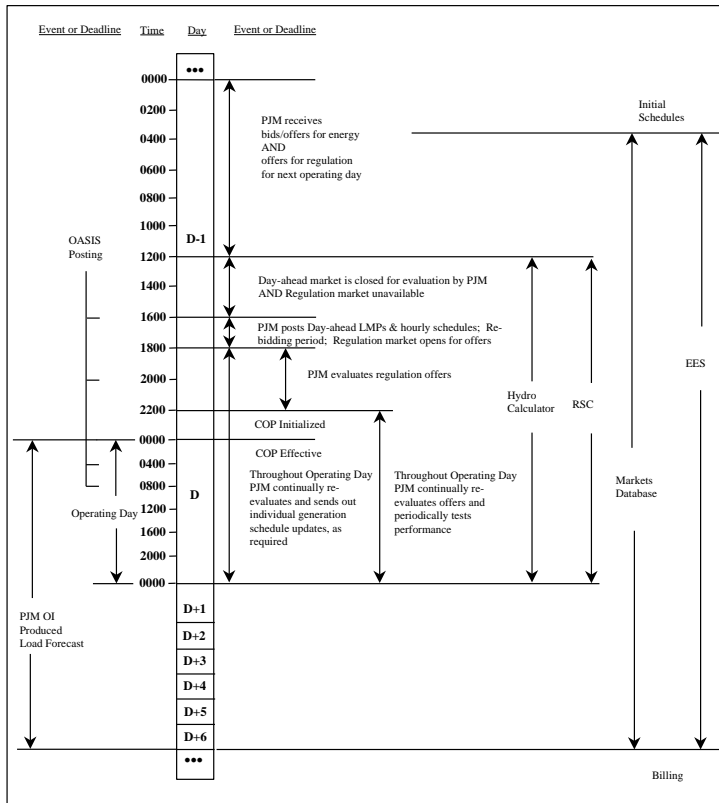 Event or Deadline Time Day Event or Deadline
•••
0000
0200
0400
0600
0800
1000
1200
1400
1600
1800
2000
2200
0000
0400
0800
1200
1600
2000
0000
D-1
D
D+1
D+2
D+3
D+4
D+5
D+6
•••
OASIS
Posting
Operating Day
PJM OI
Produced
Load Forecast
PJM receives
bids/offers for energy
AND
offers for regulation
for next operating day
Day-ahead market is closed for evaluation by PJM
AND Regulation market unavailable
PJM posts Day-ahead LMPs & hourly schedules; Re-
bidding period; Regulation market opens for offers
PJM evaluates regulation offers
COP Initialized
COP Effective
Throughout Operating Day
PJM continually re-
evaluates and sends out
individual generation
schedule updates, as
required
Throughout Operating Day
PJM continually re-
evaluates offers and
periodically tests
performance
Hydro
Calculator
RSC
Initial
Schedules
Markets
Database
EES
Billing